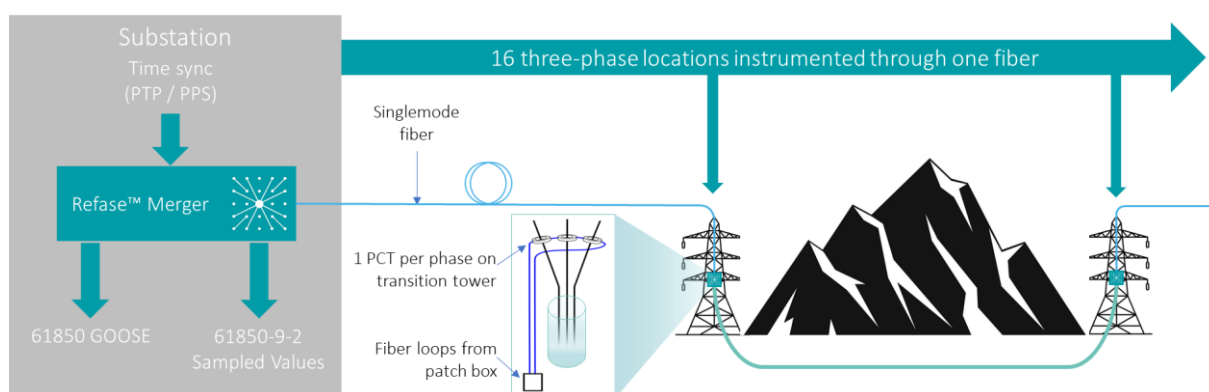 Substation
Time sync
(PTP / PPS)
Refase™ Merger
61850 GOOSE
61850-9-2
Sampled Values
16 three-phase locations instrumented through one fiber
Singlemode
fiber
1 PCT per phase on
transition tower
Fiber loops from
patch box